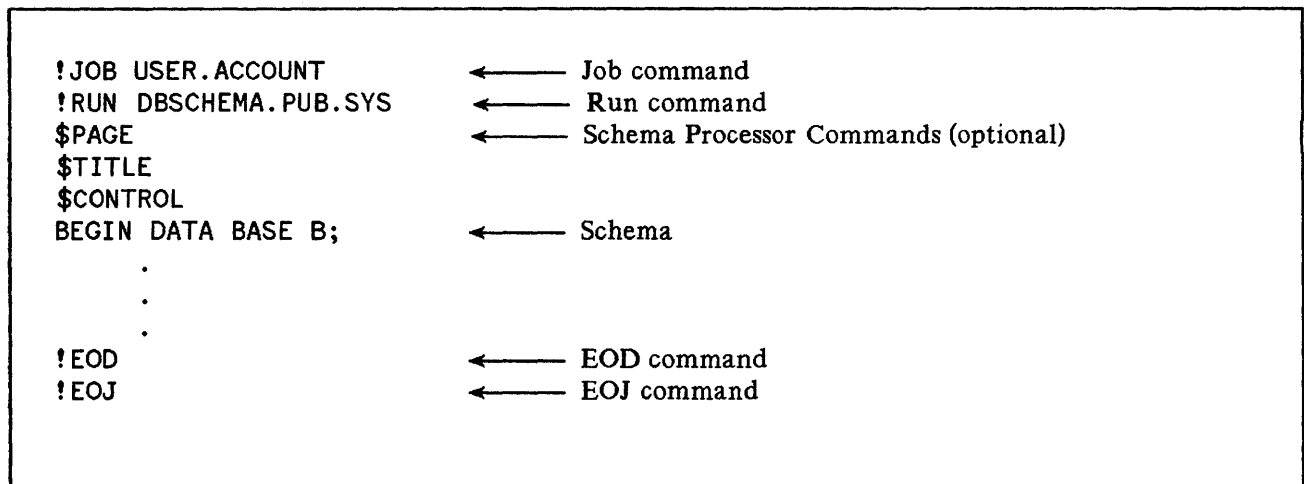 !JOB USER.ACCOUNT ← Job command
!RUN DBSCHEMA.PUB.SYS ← Run command
$PAGE ← Schema Processor Commands (optional)
$TITLE
$CONTROL
BEGIN DATA BASE B; ← Schema
.
.
.
!EOD ← EOD command
!EOJ ← EOJ command